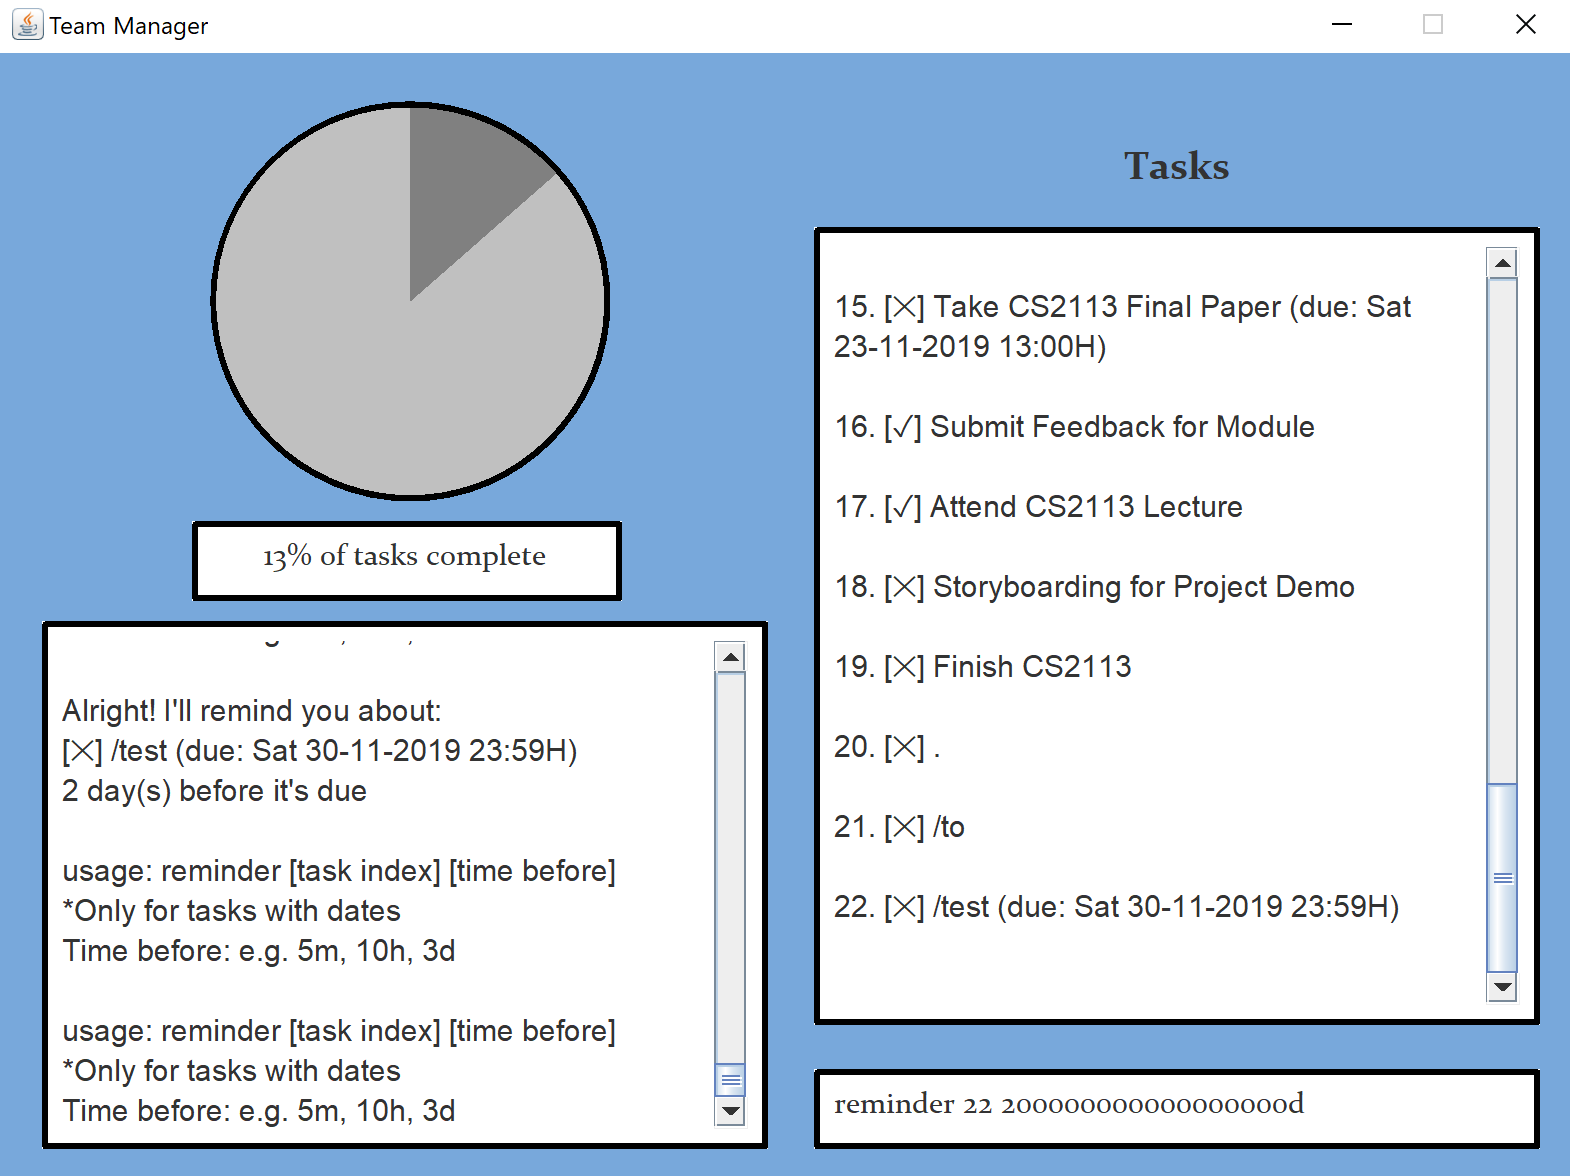 Team Manager
13% of tasks complete
Alright! I'll remind you about:
[✕] /test (due: Sat 30-11-2019 23:59H)
2 day(s) before it's due
usage: reminder [task index] [time before]
*Only for tasks with dates
Time before: e.g. 5m, 10h, 3d
usage: reminder [task index] [time before]
*Only for tasks with dates
Time before: e.g. 5m, 10h, 3d
Tasks
15. [✕] Take CS2113 Final Paper (due: Sat
23-11-2019 13:00H)
16. [✓] Submit Feedback for Module
17. [✓] Attend CS2113 Lecture
18. [✕] Storyboarding for Project Demo
19. [✕] Finish CS2113
20. [✕] .
21. [✕] /to
22. [✕] /test (due: Sat 30-11-2019 23:59H)